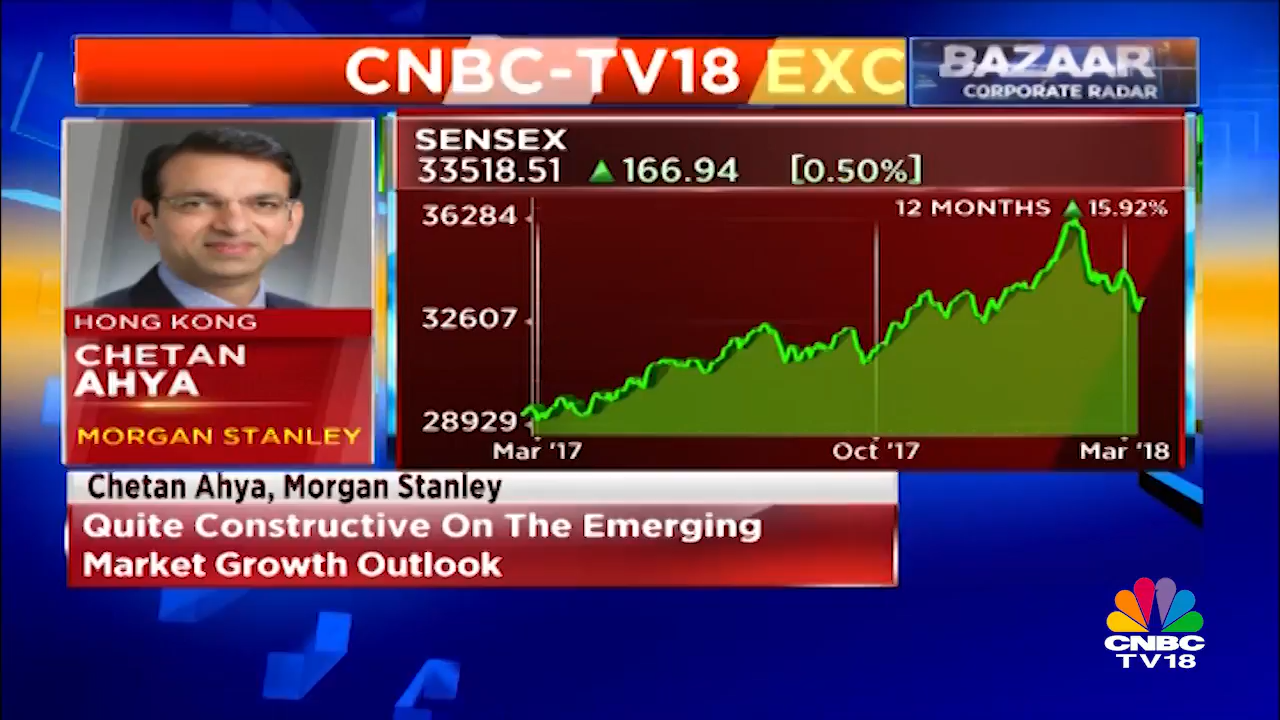 CNBC-TV18 EXC
BAZAAR
CORPORATE RADAR
SENSEX
33518.51 ▲ 166.94 [0.50%]
12 MONTHS ▲ 15.92%
36284
32607
28929
Mar '17 Oct '17 Mar '18
HONG KONG
CHETAN
AHYA
MORGAN STANLEY
Chetan Ahya, Morgan Stanley
Quite Constructive On The Emerging
Market Growth Outlook
CNBC
TV18